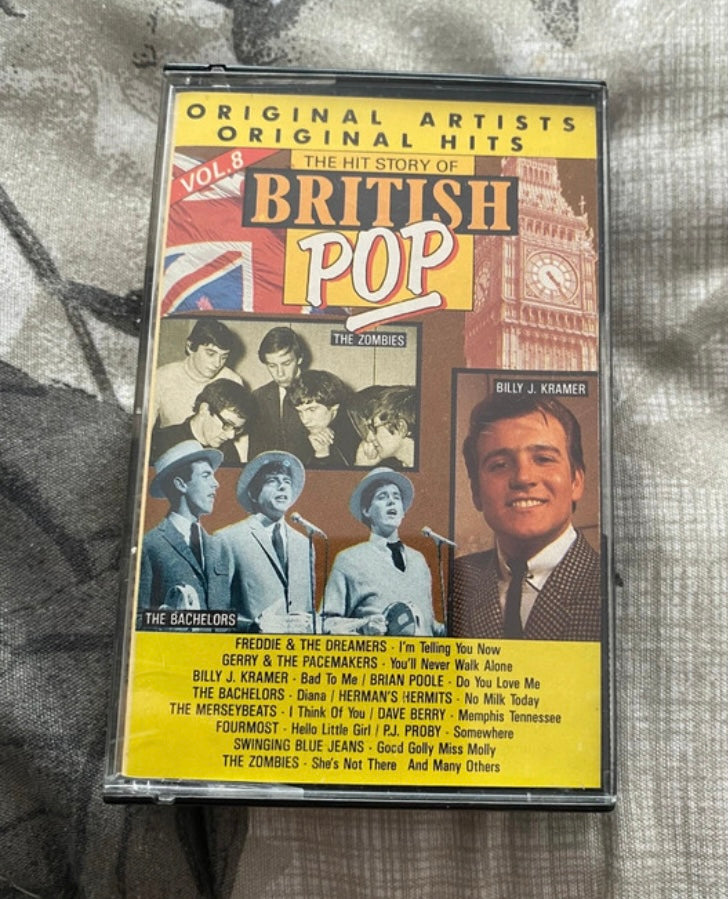 ORIGINAL ARTISTS
ORIGINAL HITS
VOL.8
THE HIT STORY OF
BRITISH
POP
THE ZOMBIES
BILLY J. KRAMER
THE BACHELORS
FREDDIE & THE DREAMERS - I'm Telling You Now
GERRY & THE PACEMAKERS - You'll Never Walk Alone
BILLY J. KRAMER - Bad To Me / BRIAN POOLE - Do You Love Me
THE BACHELORS - Diana / HERMAN'S HERMITS - No Milk Today
THE MERSEYBEATS - I Think Of You / DAVE BERRY - Memphis Tennessee
FOURMOST - Hello Little Girl / P.J. PROBY - Somewhere
SWINGING BLUE JEANS - Good Golly Miss Molly
THE ZOMBIES - She's Not There And Many Others